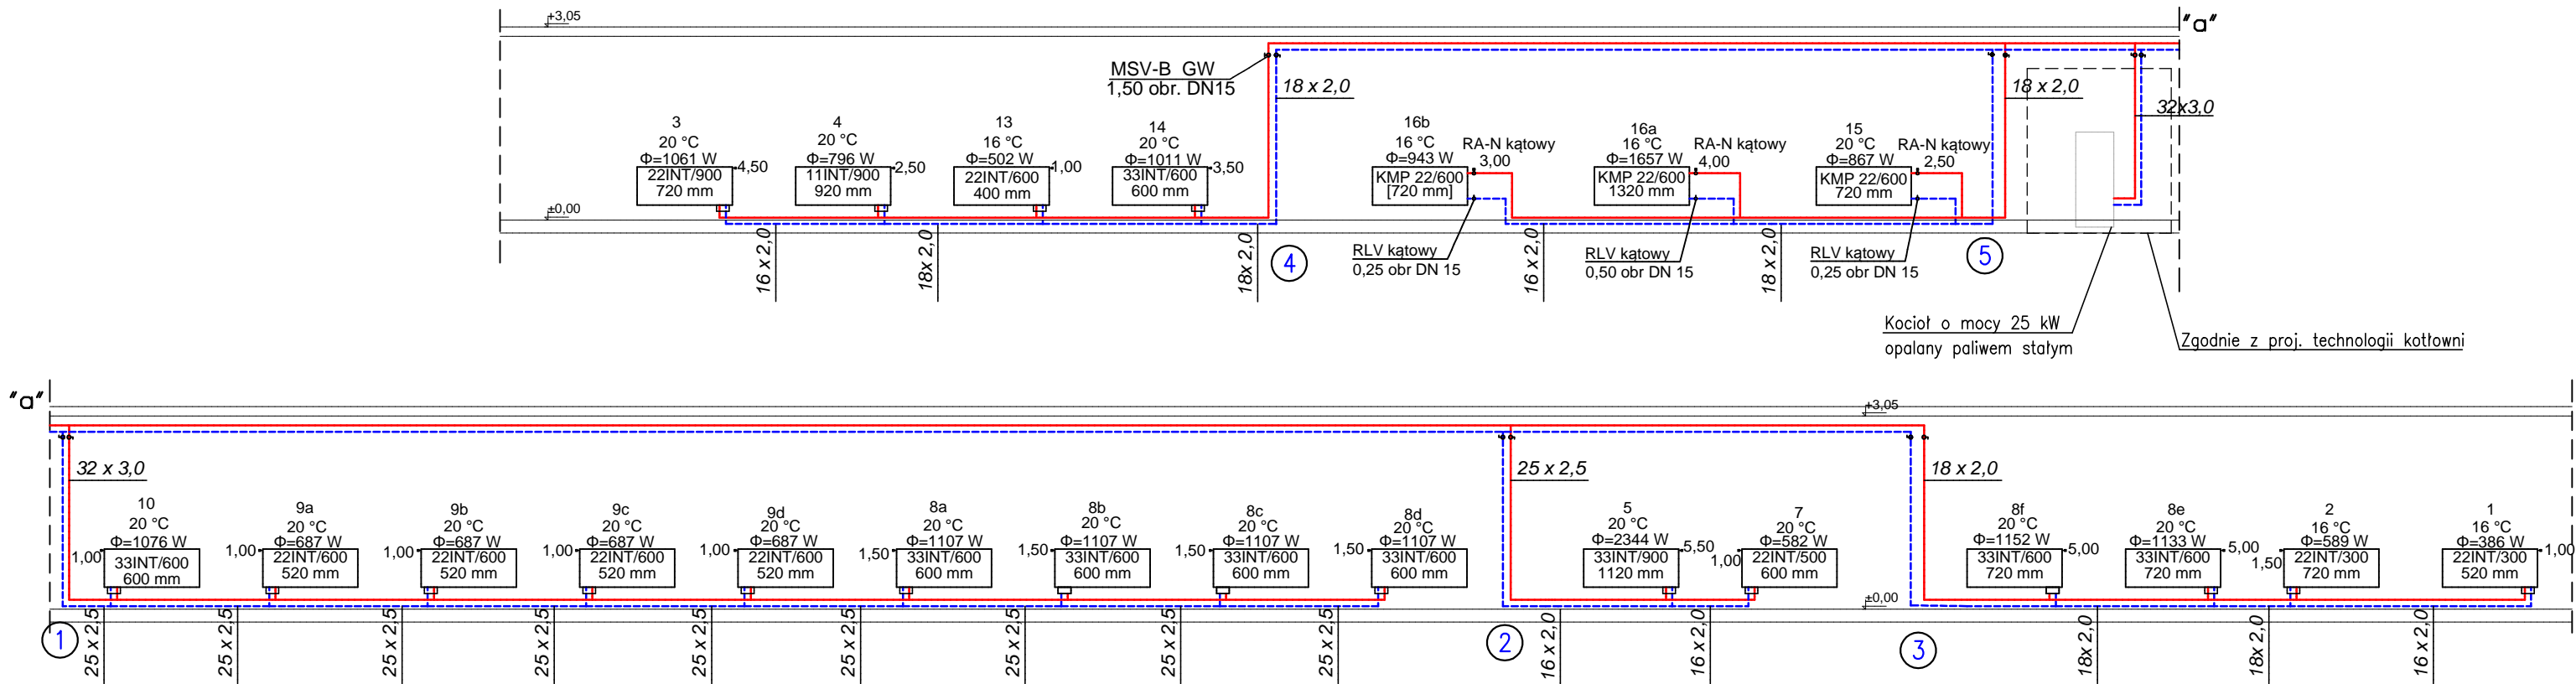 +3,05
"a"
MSV-B GW
1,50 obr. DN15
18 x 2,0
18 x 2,0
32x3,0
3
20 °C
Φ=1061 W
22INT/900
720 mm
4,50
4
20 °C
Φ=796 W
11INT/900
920 mm
2,50
13
16 °C
Φ=502 W
22INT/600
400 mm
1,00
14
20 °C
Φ=1011 W
33INT/600
600 mm
3,50
16b
16 °C
Φ=943 W
KMP 22/600
[720 mm]
RA-N kątowy
3,00
16a
16 °C
Φ=1657 W
KMP 22/600
1320 mm
RA-N kątowy
4,00
15
20 °C
Φ=867 W
KMP 22/600
720 mm
RA-N kątowy
2,50
±0,00
16 x 2,0
18x 2,0
18x 2,0
4
RLV kątowy
0,25 obr DN 15
16 x 2,0
RLV kątowy
0,50 obr DN 15
18 x 2,0
RLV kątowy
0,25 obr DN 15
5
Kocioł o mocy 25 kW
opalany paliwem stałym
Zgodnie z proj. technologii kotłowni
"a"
+3,05
32 x 3,0
25 x 2,5
18 x 2,0
10
20 °C
Φ=1076 W
33INT/600
600 mm
1,00
9a
20 °C
Φ=687 W
22INT/600
520 mm
1,00
9b
20 °C
Φ=687 W
22INT/600
520 mm
1,00
9c
20 °C
Φ=687 W
22INT/600
520 mm
1,00
9d
20 °C
Φ=687 W
22INT/600
520 mm
1,00
8a
20 °C
Φ=1107 W
33INT/600
600 mm
1,50
8b
20 °C
Φ=1107 W
33INT/600
600 mm
1,50
8c
20 °C
Φ=1107 W
33INT/600
600 mm
1,50
8d
20 °C
Φ=1107 W
33INT/600
600 mm
1,50
5
20 °C
Φ=2344 W
33INT/900
1120 mm
5,50
7
20 °C
Φ=582 W
22INT/500
600 mm
1,00
8f
20 °C
Φ=1152 W
33INT/600
720 mm
5,00
8e
20 °C
Φ=1133 W
33INT/600
720 mm
5,00
2
16 °C
Φ=589 W
22INT/300
720 mm
1,50
1
16 °C
Φ=386 W
22INT/300
520 mm
1,00
±0,00
1
25 x 2,5
25 x 2,5
25 x 2,5
25 x 2,5
25 x 2,5
25 x 2,5
25 x 2,5
25 x 2,5
25 x 2,5
2
16 x 2,0
16 x 2,0
3
18x 2,0
18x 2,0
16 x 2,0